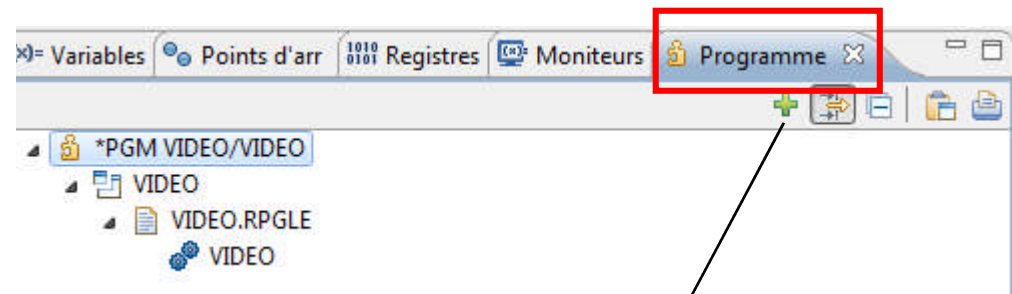 (x)= Variables Points d'arr 1010 0101 Registres Moniteurs Programme
*PGM VIDEO/VIDEO
VIDEO
VIDEO.RPGLE
VIDEO